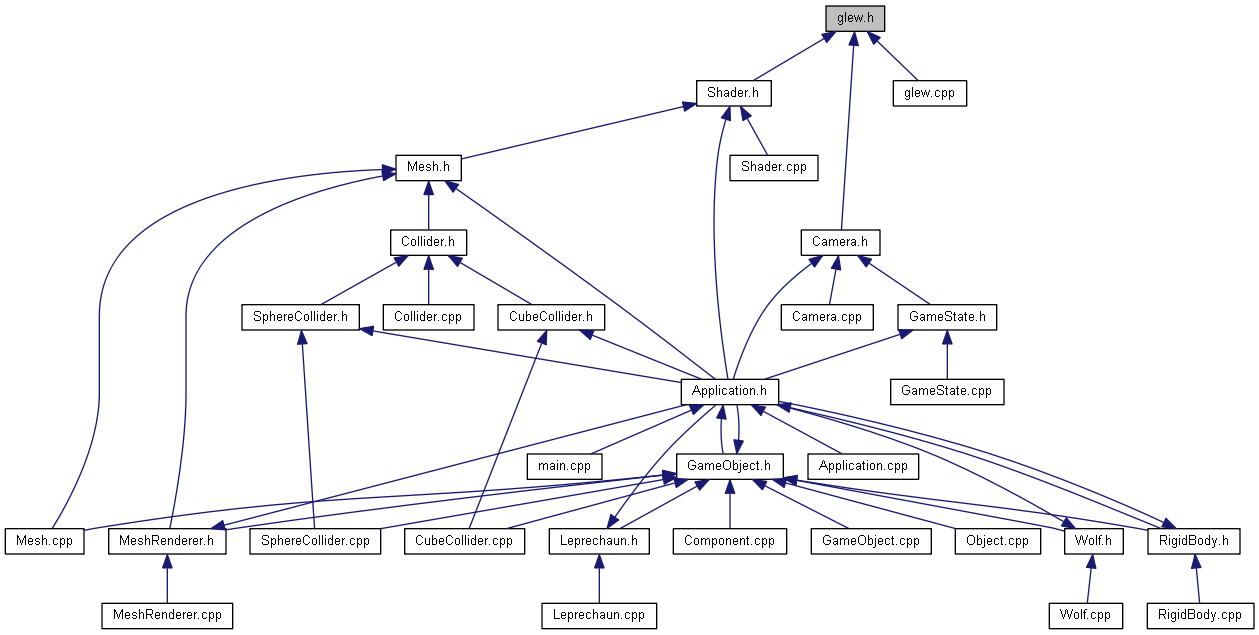 glew.h
Shader.h
glew.cpp
Mesh.h
Shader.cpp
Collider.h
Camera.h
SphereCollider.h
Collider.cpp
CubeCollider.h
Camera.cpp
GameState.h
Application.h
GameState.cpp
main.cpp
GameObject.h
Application.cpp
Mesh.cpp
MeshRenderer.h
SphereCollider.cpp
CubeCollider.cpp
Leprechaun.h
Component.cpp
GameObject.cpp
Object.cpp
Wolf.h
RigidBody.h
MeshRenderer.cpp
Leprechaun.cpp
Wolf.cpp
RigidBody.cpp